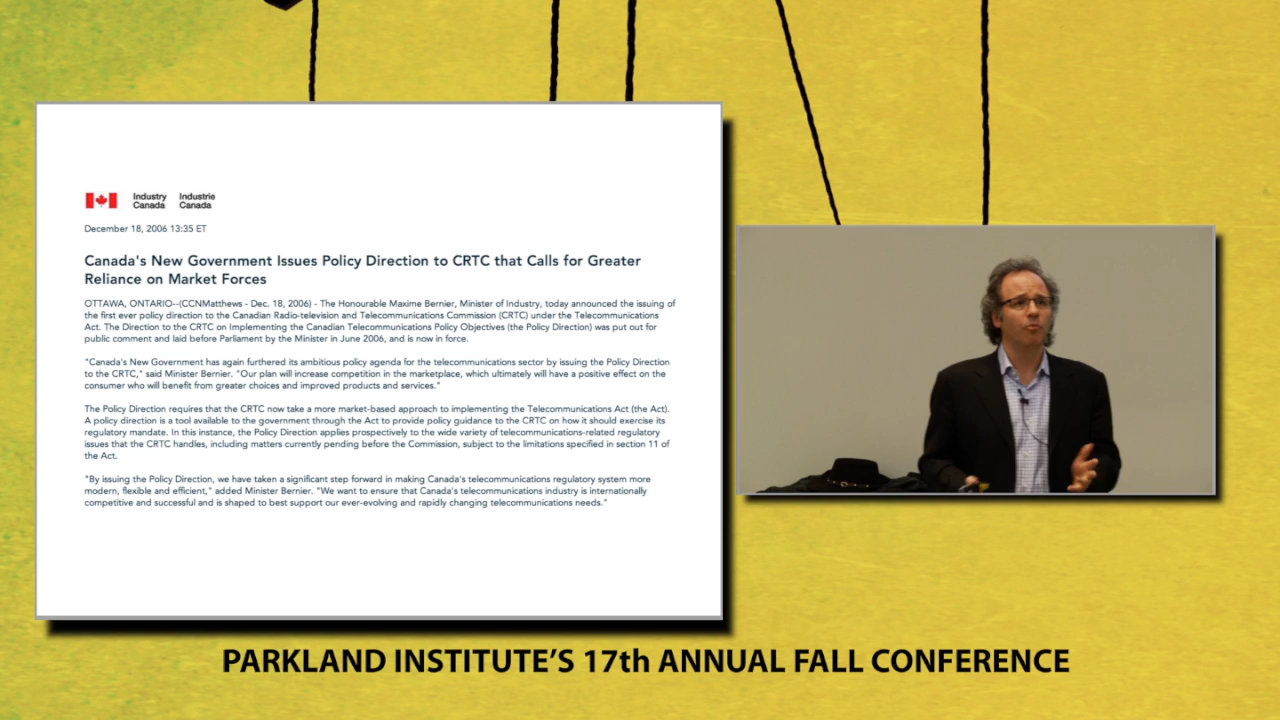 Industry Industrie
Canada Canada
December 18, 2006 13:35 ET
Canada's New Government Issues Policy Direction to CRTC that Calls for Greater
Reliance on Market Forces
OTTAWA, ONTARIO--(CCNMatthews - Dec. 18, 2006) - The Honourable Maxime Bernier, Minister of Industry, today announced the issuing of
the first ever policy direction to the Canadian Radio-television and Telecommunications Commission (CRTC) under the Telecommunications
Act. The Direction to the CRTC on Implementing the Canadian Telecommunications Policy Objectives (the Policy Direction) was put out for
public comment and laid before Parliament by the Minister in June 2006, and is now in force.
"Canada's New Government has again furthered its ambitious policy agenda for the telecommunications sector by issuing the Policy Direction
to the CRTC," said Minister Bernier. "Our plan will increase competition in the marketplace, which ultimately will have a positive effect on the
consumer who will benefit from greater choices and improved products and services."
The Policy Direction requires that the CRTC now take a more market-based approach to implementing the Telecommunications Act (the Act).
A policy direction is a tool available to the government through the Act to provide policy guidance to the CRTC on how it should exercise its
regulatory mandate. In this instance, the Policy Direction applies prospectively to the wide variety of telecommunications-related regulatory
issues that the CRTC handles, including matters currently pending before the Commission, subject to the limitations specified in section 11 of
the Act.
"By issuing the Policy Direction, we have taken a significant step forward in making Canada's telecommunications regulatory system more
modern, flexible and efficient," added Minister Bernier. "We want to ensure that Canada's telecommunications industry is internationally
competitive and successful and is shaped to best support our ever-evolving and rapidly changing telecommunications needs."
PARKLAND INSTITUTE'S 17th ANNUAL FALL CONFERENCE